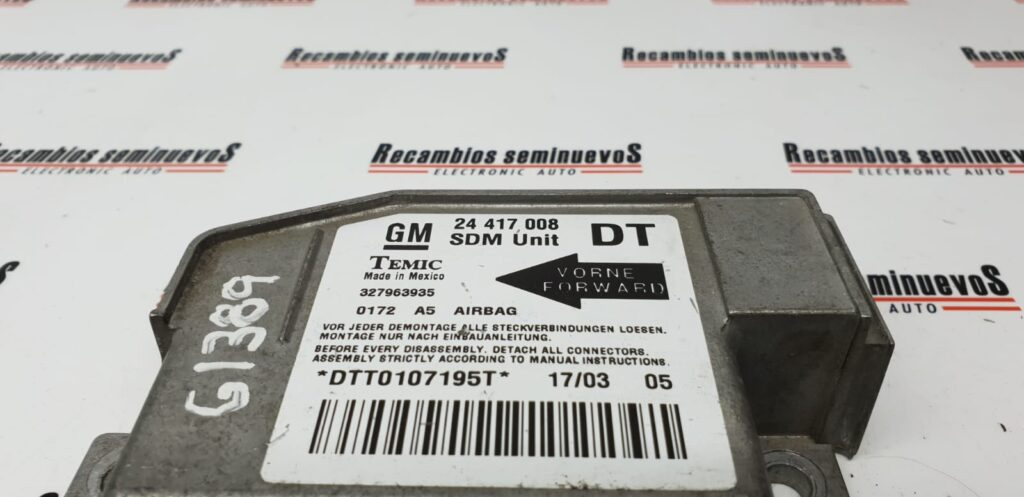 Recambios seminuevoS
ELECTRONIC AUTO
Recambios seminuevoS
ELECTRONIC AUTO
Recambios seminuevoS
ELECTRONIC AUTO
Recambios seminuevoS
ELECTRONIC AUTO
Recambios seminuevoS
ELECTRONIC AUTO
seminuevoS
AUTO
GM
24 417 008
SDM Unit
DT
TEMIC
Made in Mexico
327963935
VORNE
FORWARD
0172 A5 AIRBAG
VOR JEDER DEMONTAGE ALLE STECKVERBINDUNGEN LOESEN.
MONTAGE NUR NACH EINBAUANLEITUNG.
BEFORE EVERY DISASSEMBLY. DETACH ALL CONNECTORS.
ASSEMBLY STRICTLY ACCORDING TO MANUAL INSTRUCTIONS.
*DTT0107195T* 17/03 05
G1389